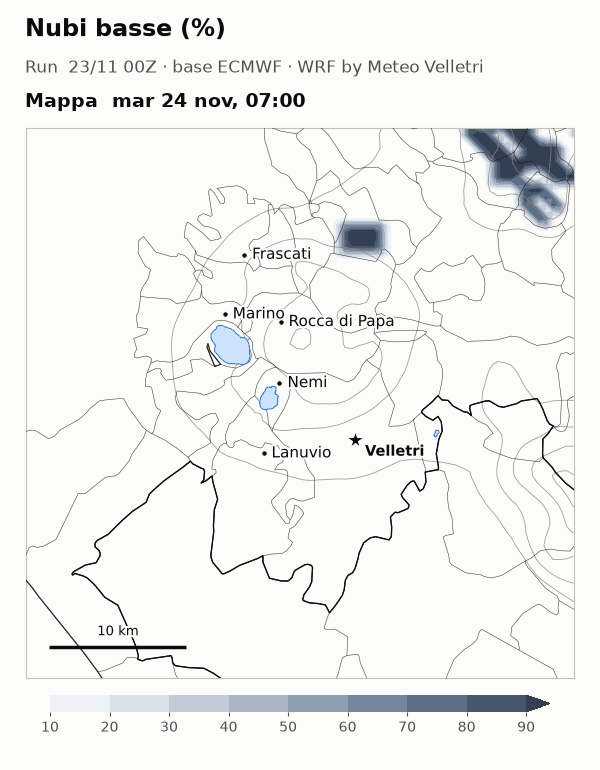 Nubi basse (%)
Run  23/11 00Z · base ECMWF · WRF by Meteo Velletri
Mappa  mar 24 nov, 07:00
Frascati
Marino
Rocca di Papa
Nemi
Lanuvio
Velletri
10 km
10 20 30 40 50 60 70 80 90